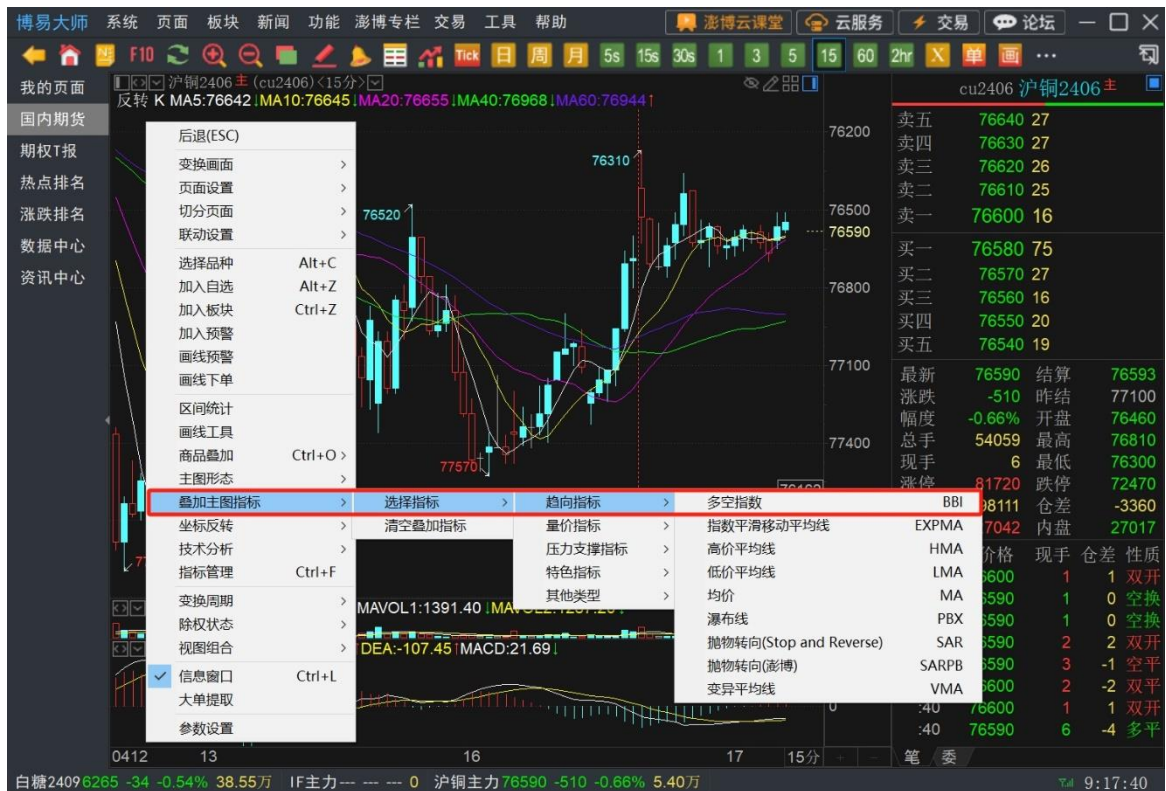 博易大师 系统 页面 板块 新闻 功能 澎博专栏 交易 工具 帮助 澎博云课堂 云服务 交易 论坛
F10 Tick 日 周 月 5s 15s 30s 1 3 5 15 60 2hr X 单 画 ···
我的页面
国内期货
期权T报
热点排名
涨跌排名
数据中心
资讯中心
沪铜2406主 (cu2406)<15分>
反转 K MA5:76642↓MA10:76645↓MA20:76655↓MA40:76968↓MA60:76944↑
76310
76520
77570
76200
76500
76590
76800
77100
77400
后退(ESC)
变换画面
页面设置
切分页面
联动设置
选择品种 Alt+C
加入自选 Alt+Z
加入板块 Ctrl+Z
加入预警
画线预警
画线下单
区间统计
画线工具
商品叠加 Ctrl+O
主图形态
叠加主图指标
坐标反转
技术分析
指标管理 Ctrl+F
变换周期
除权状态
视图组合
信息窗口 Ctrl+L
大单提取
参数设置
选择指标
清空叠加指标
趋向指标
量价指标
压力支撑指标
特色指标
其他类型
多空指数 BBI
指数平滑移动平均线 EXPMA
高价平均线 HMA
低价平均线 LMA
均价 MA
瀑布线 PBX
抛物转向(Stop and Reverse) SAR
抛物转向(澎博) SARPB
变异平均线 VMA
MAVOL1:1391.40↓
DEA:-107.45↑MACD:21.69↓
0
0412 13 16 17 15分 + -
cu2406 沪铜2406主
卖五 76640 27
卖四 76630 27
卖三 76620 26
卖二 76610 25
卖一 76600 16
买一 76580 75
买二 76570 27
买三 76560 16
买四 76550 20
买五 76540 19
最新 76590 结算 76593
涨跌 -510 昨结 77100
幅度 -0.66% 开盘 76460
总手 54059 最高 76810
现手 6 最低 76300
涨停 81720 跌停 72470
98111 仓差 -3360
7042 内盘 27017
价格 现手 仓差 性质
6600 1 1 双开
6590 1 0 空换
6590 1 0 空换
6590 2 2 双开
6590 3 -1 空平
6600 2 -2 双平
:40 76600 1 1 双开
:40 76590 6 -4 多平
笔 委
白糖2409 6265 -34 -0.54% 38.55万 IF主力 --- --- --- 0 沪铜主力 76590 -510 -0.66% 5.40万 9:17:40